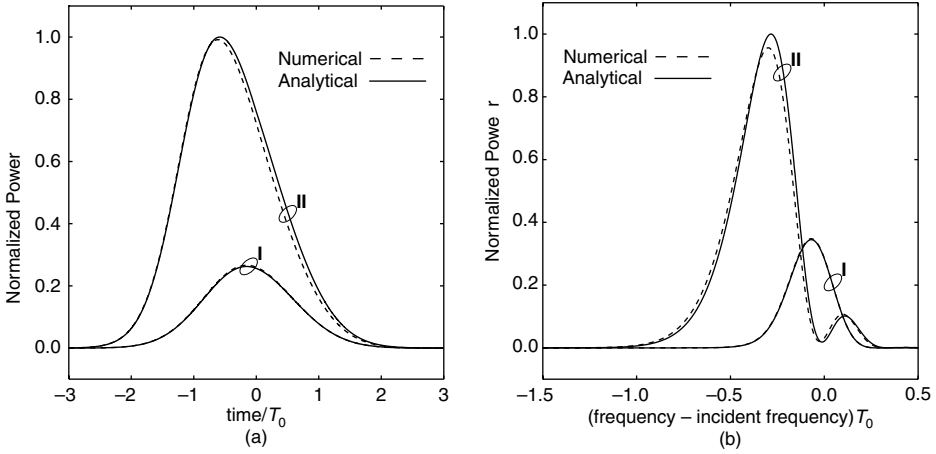 Normalized Power
1.0
0.8
0.6
0.4
0.2
0.0
Numerical
Analytical
II
I
−3 −2 −1 0 1 2 3
time/T0
(a)
Normalized Powe r
1.0
0.8
0.6
0.4
0.2
0.0
Numerical
Analytical
II
I
−1.5 −1.0 −0.5 0.0 0.5
(frequency – incident frequency)T0
(b)